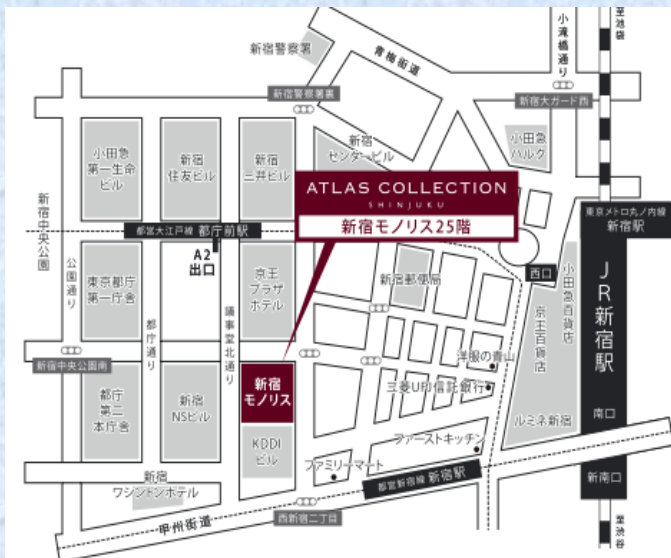 至池袋
小滝橋通り
青梅街道
新宿警察署
新宿警察署裏
新宿大ガード西
小田急
第一生命
ビル
新宿
住友ビル
新宿
三井ビル
新宿
センタービル
小田急
ハルク
ATLAS COLLECTION
SHINJUKU
新宿モノリス25階
東京メトロ丸ノ内線
新宿駅
新宿中央公園
公園通り
都営大江戸線 都庁前駅
A2
出口
西口
小田急百貨店
京王百貨店
JR新宿駅
東京都庁
第一庁舎
都庁通り
議事堂北通り
京王
プラザ
ホテル
新宿郵便局
新宿中央公園南
洋服の青山
三菱UFJ信託銀行
都庁
第二
本庁舎
新宿
NSビル
新宿
モノリス
ルミネ新宿
南口
KDDI
ビル
ファーストキッチン
ファミリーマート
都営新宿線 新宿駅
新南口
新宿
ワシントンホテル
甲州街道
西新宿二丁目
至渋谷